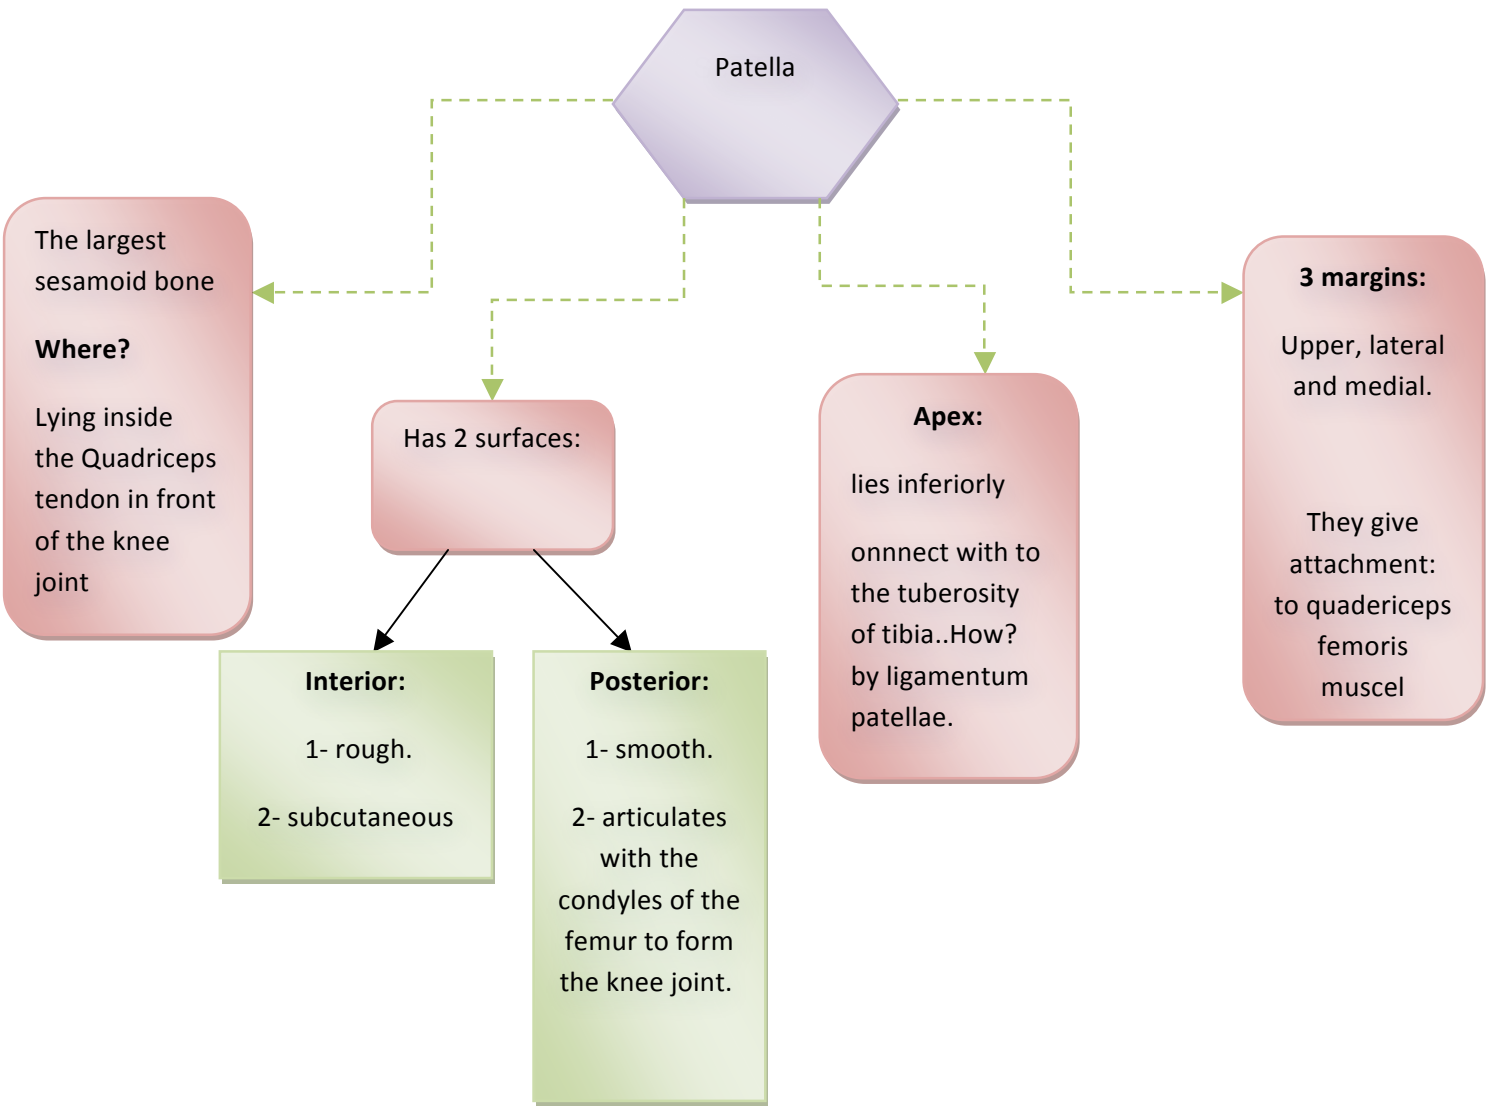 Patella
The largest
sesamoid bone
Where?
Lying inside
the Quadriceps
tendon in front
of the knee
joint
Has 2 surfaces:
Interior:
1- rough.
2- subcutaneous
Posterior:
1- smooth.
2- articulates
with the
condyles of the
femur to form
the knee joint.
Apex:
lies inferiorly
onnnect with to
the tuberosity
of tibia..How?
by ligamentum
patellae.
3 margins:
Upper, lateral
and medial.
They give
attachment:
to quadericeps
femoris
muscel